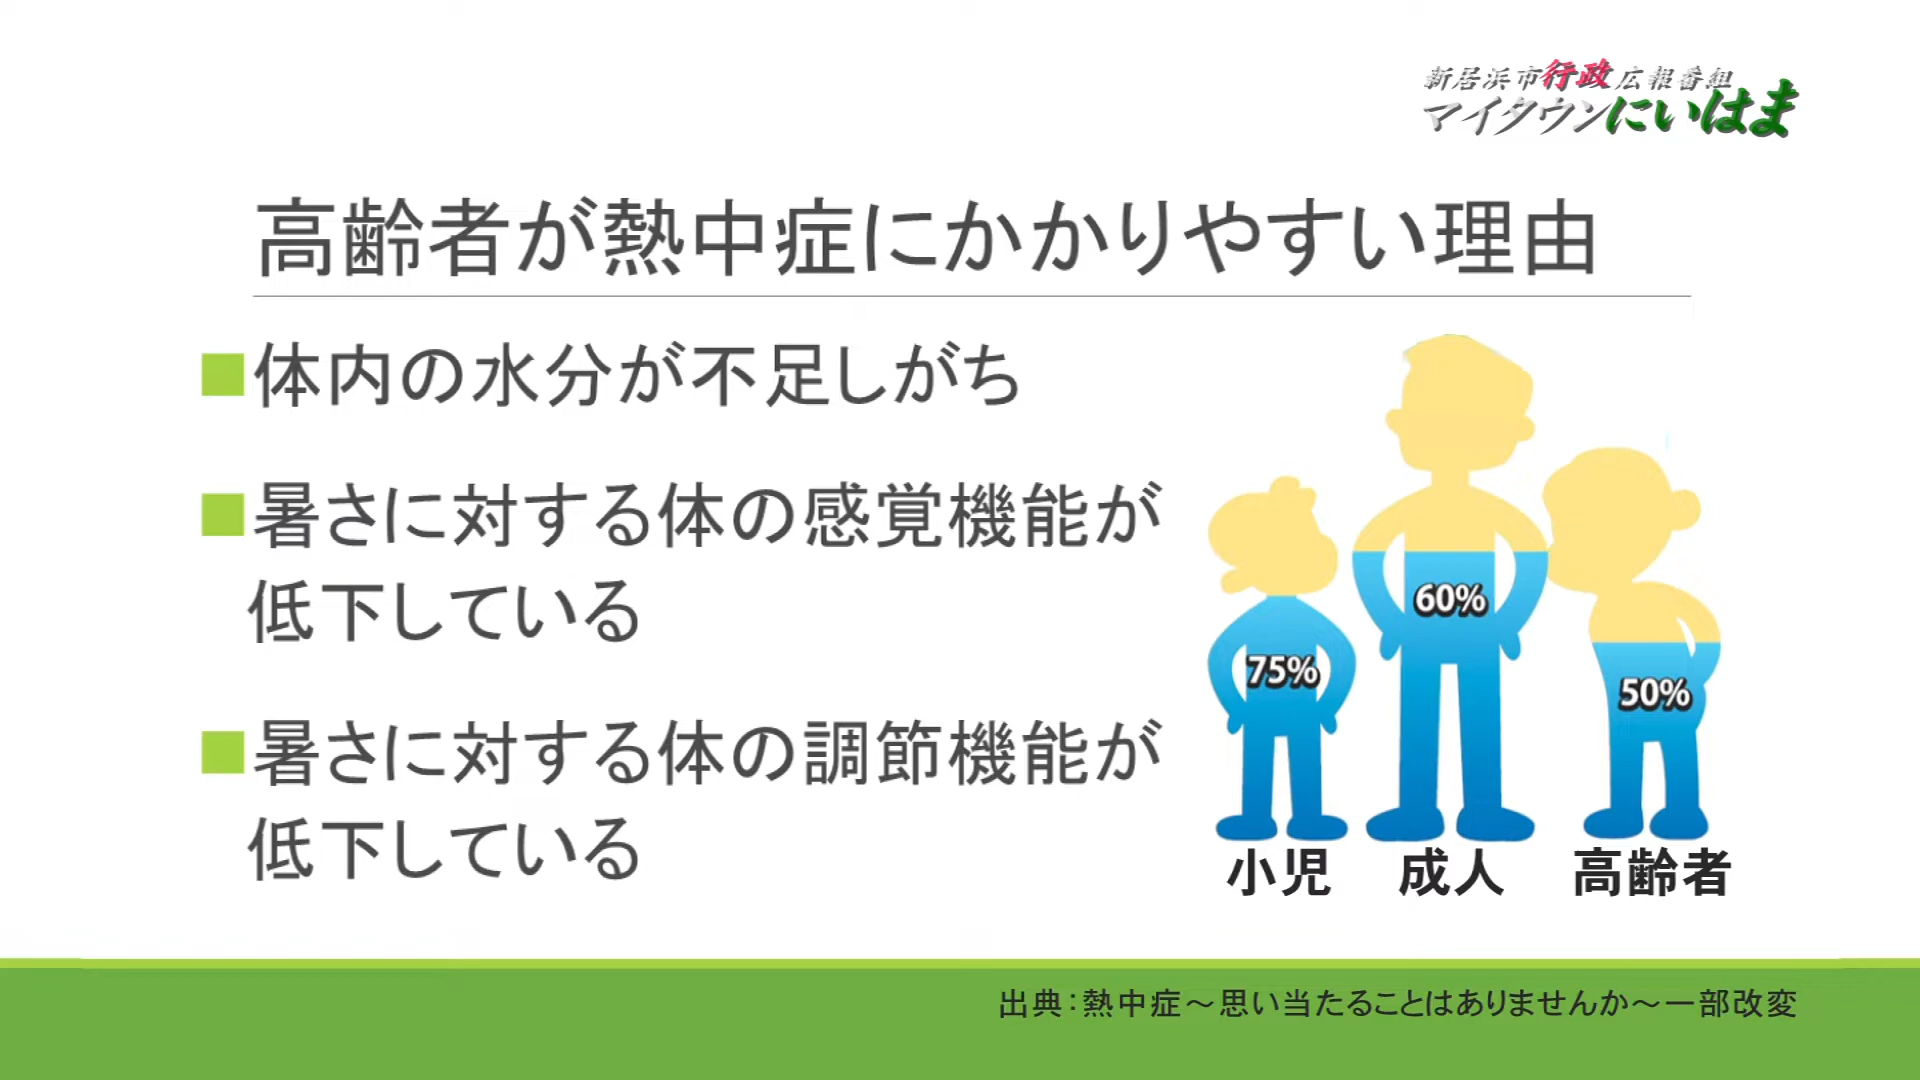 新居浜市行政広報番組
マイタウンにいはま
高齢者が熱中症にかかりやすい理由
■体内の水分が不足しがち
■暑さに対する体の感覚機能が
低下している
■暑さに対する体の調節機能が
低下している
75%
60%
50%
小児
成人
高齢者
出典：熱中症～思い当たることはありませんか～一部改変